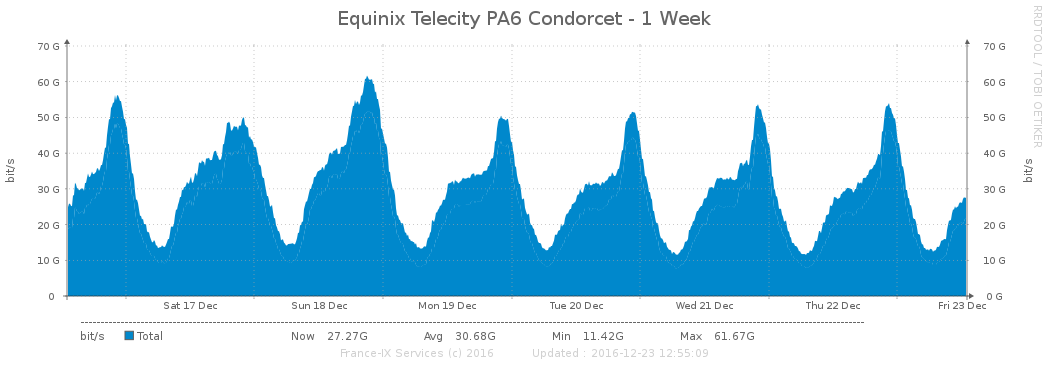 Equinix Telecity PA6 Condorcet - 1 Week
RRDTOOL / TOBI OETIKER
bit/s
70 G 70 G
60 G 60 G
50 G 50 G
40 G 40 G
30 G 30 G
20 G 20 G
10 G 10 G
0 0 G
bit/s
Sat 17 Dec Sun 18 Dec Mon 19 Dec Tue 20 Dec Wed 21 Dec Thu 22 Dec Fri 23 Dec
bit/s Total Now 27.27G Avg 30.68G Min 11.42G Max 61.67G
France-IX Services (c) 2016 Updated : 2016-12-23 12:55:09